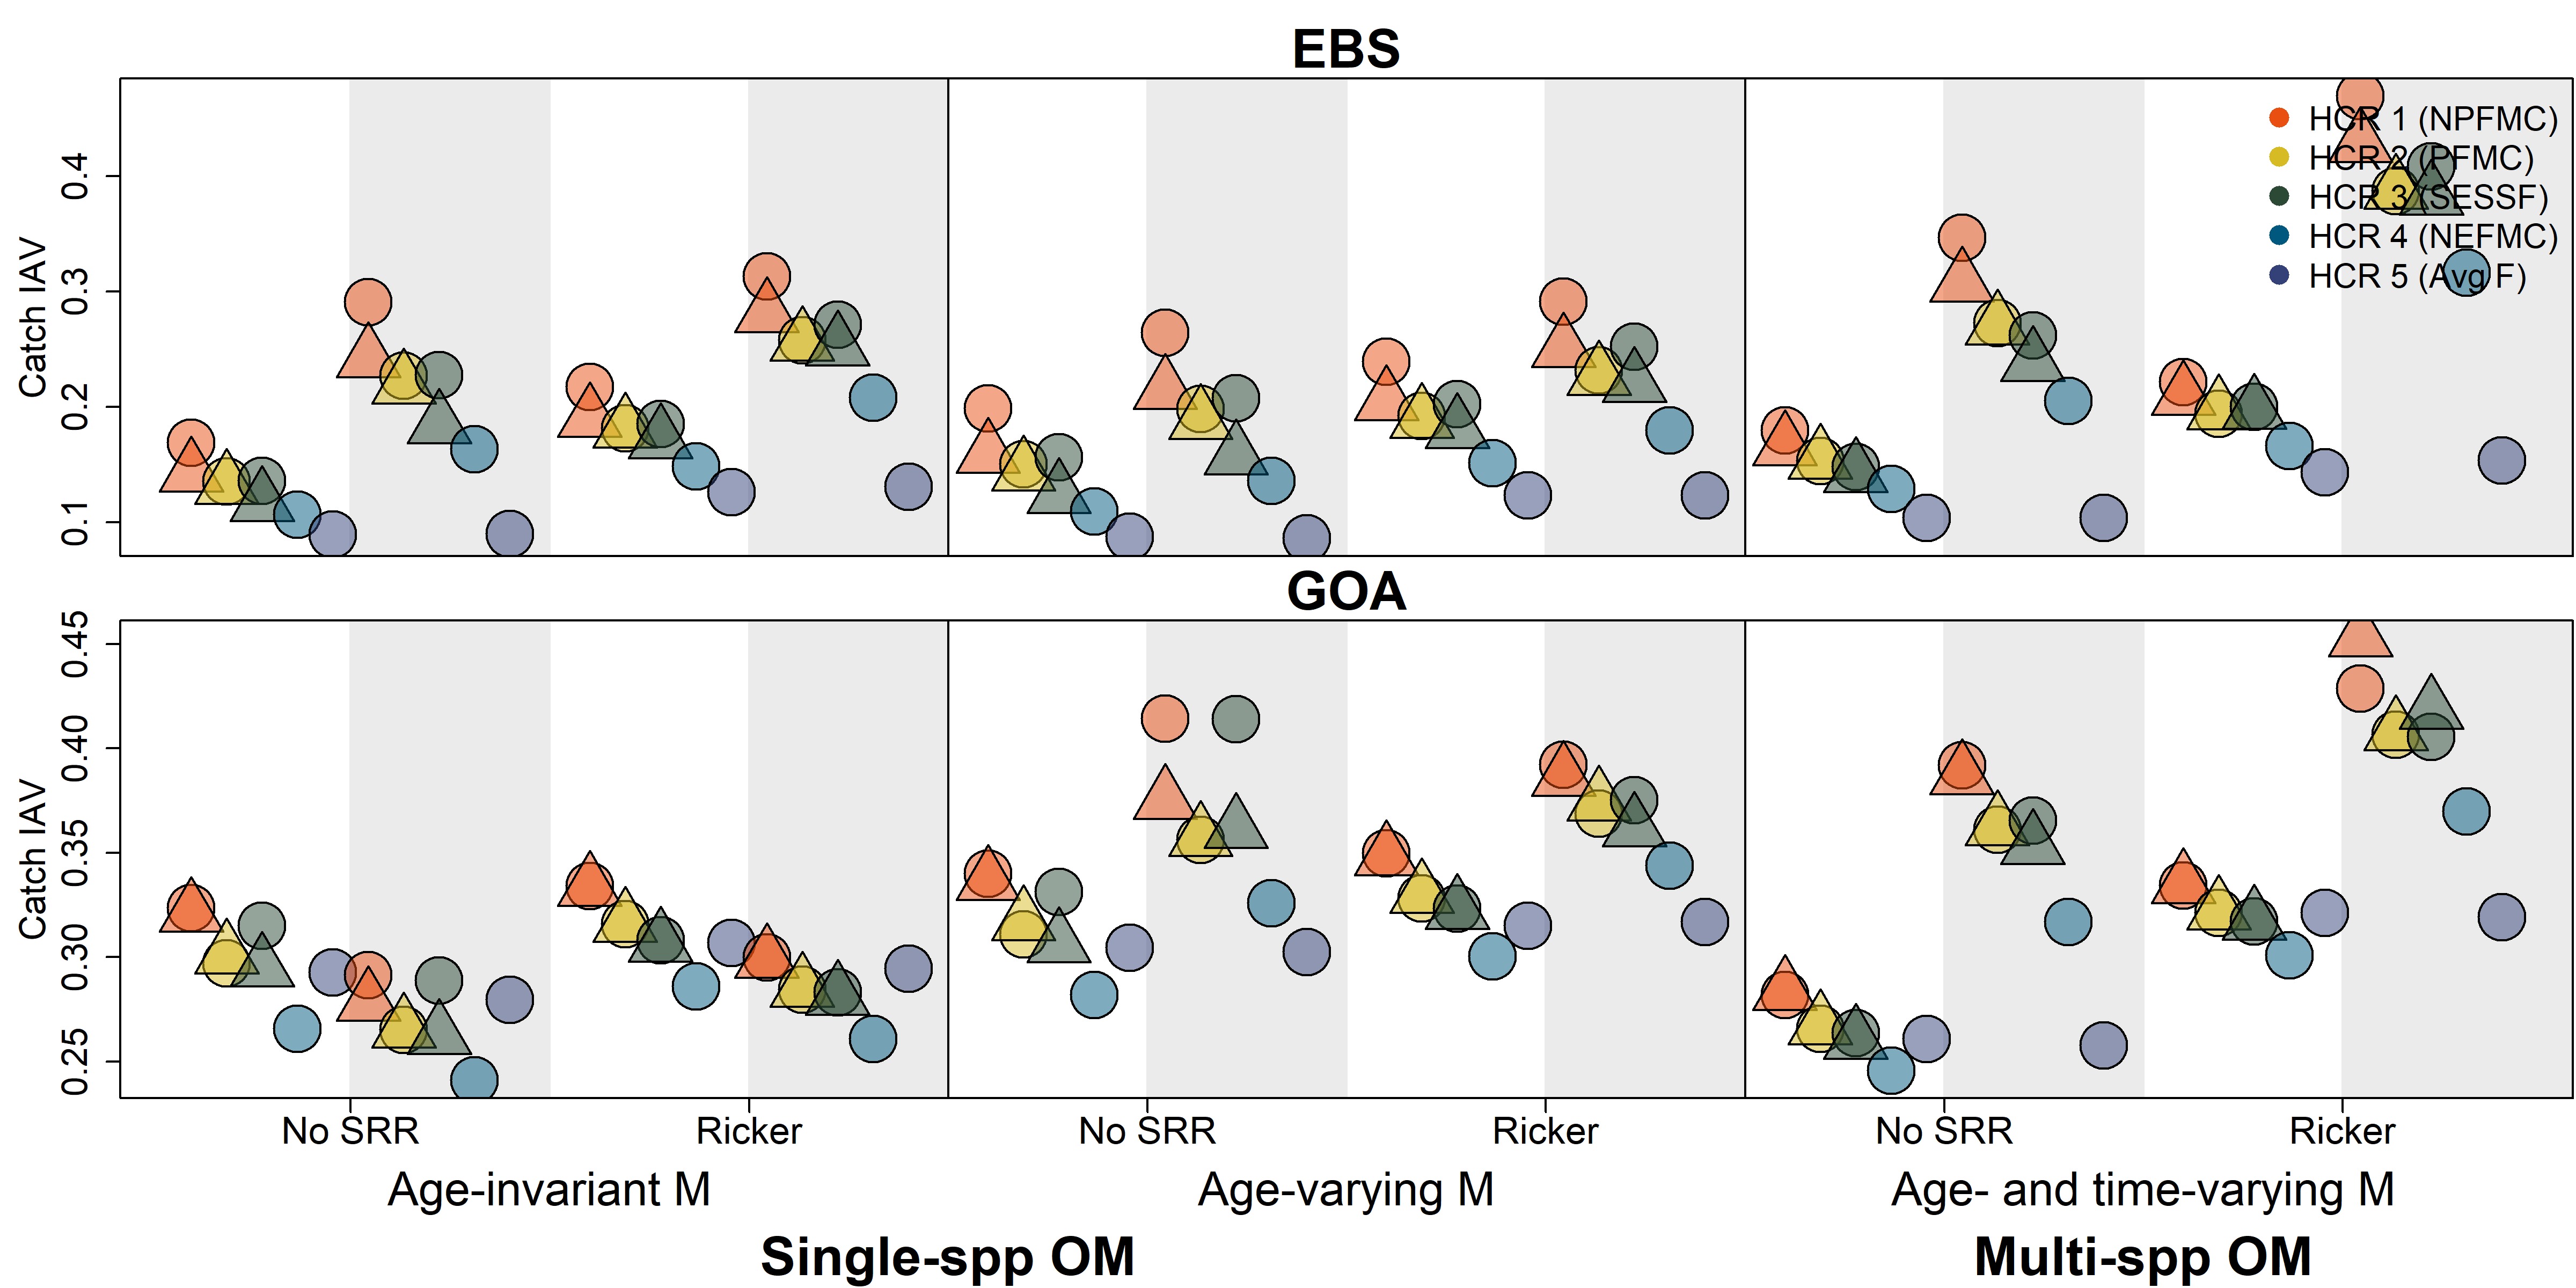 EBS
Catch IAV
0.4
0.3
0.2
0.1
HCR 1 (NPFMC)
HCR 2 (PFMC)
HCR 3 (SESSF)
HCR 4 (NEFMC)
HCR 5 (Avg F)
GOA
Catch IAV
0.45
0.40
0.35
0.30
0.25
No SRR Ricker No SRR Ricker No SRR Ricker
Age-invariant M Age-varying M Age- and time-varying M
Single-spp OM Multi-spp OM